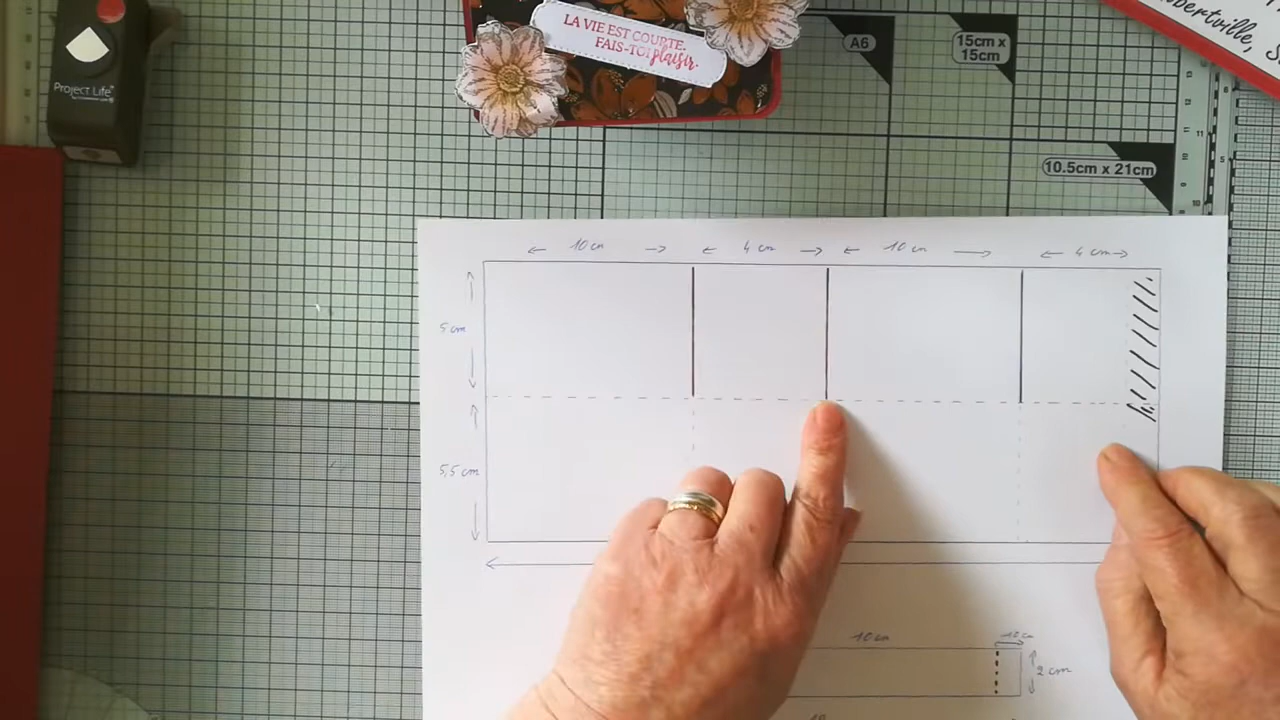 PROJECT LIFE
LA VIE EST COURTE.
FAIS-TOI plaisir.
A6
15cm x
15cm
10.5cm x 21cm
← 10 cm →
← 4 cm →
← 10 cm →
← 4 cm →
5 cm
5,5 cm
10 cm
10 cm
2 cm